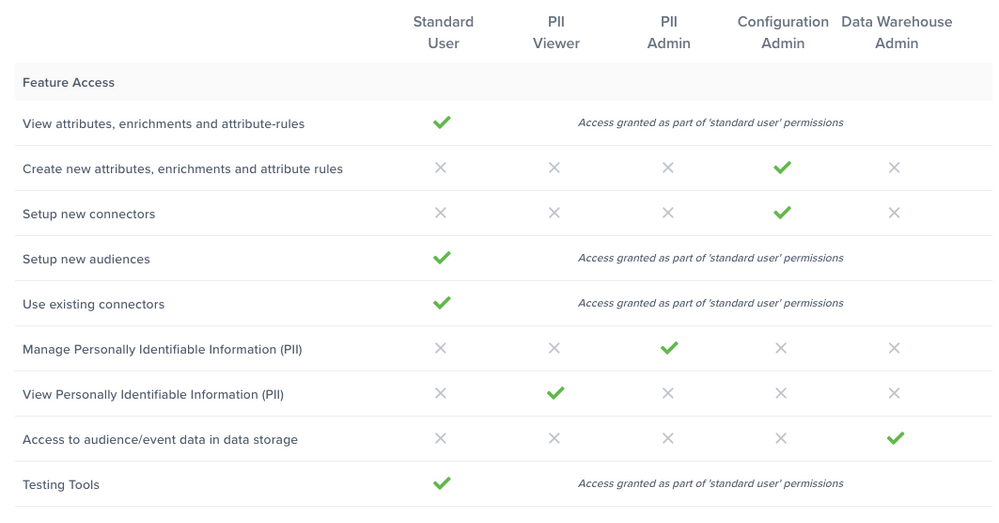 Standard User
PII Viewer
PII Admin
Configuration Admin
Data Warehouse Admin
Feature Access
View attributes, enrichments and attribute-rules
Access granted as part of 'standard user' permissions
Create new attributes, enrichments and attribute rules
Setup new connectors
Setup new audiences
Access granted as part of 'standard user' permissions
Use existing connectors
Access granted as part of 'standard user' permissions
Manage Personally Identifiable Information (PII)
View Personally Identifiable Information (PII)
Access to audience/event data in data storage
Testing Tools
Access granted as part of 'standard user' permissions